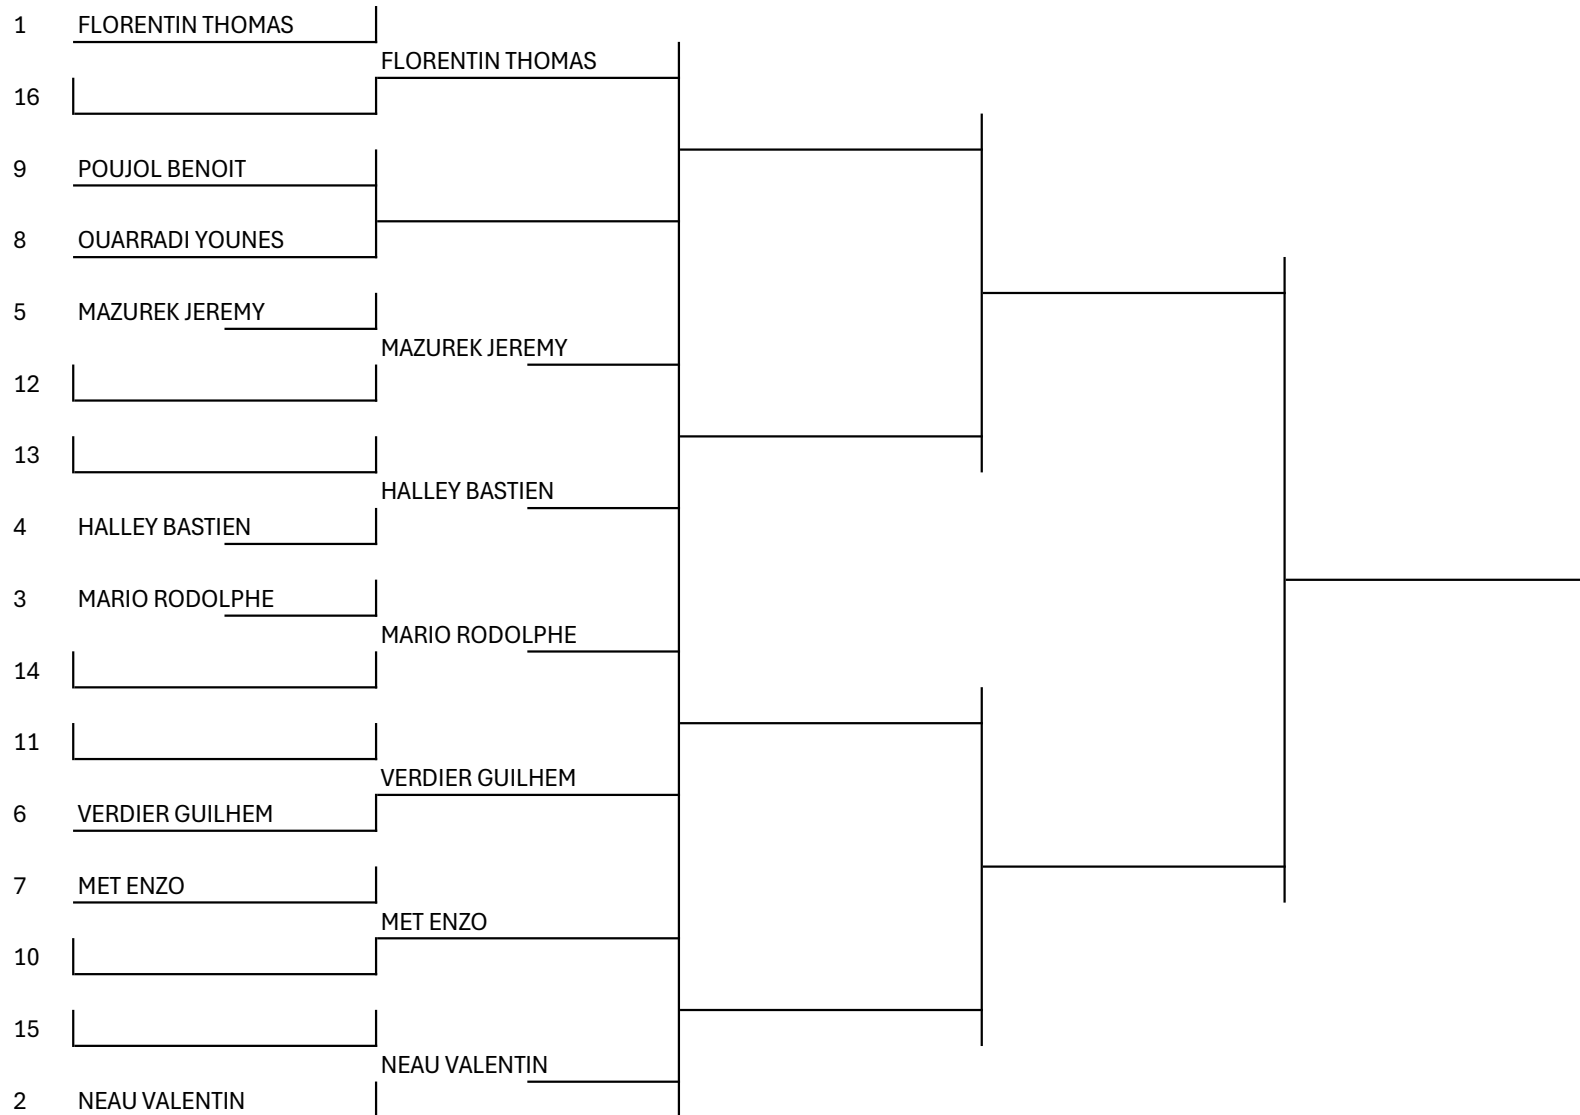 1 FLORENTIN THOMAS
FLORENTIN THOMAS
16
9 POUJOL BENOIT
8 OUARRADI YOUNES
5 MAZUREK JEREMY
MAZUREK JEREMY
12
13
HALLEY BASTIEN
4 HALLEY BASTIEN
3 MARIO RODOLPHE
MARIO RODOLPHE
14
11
VERDIER GUILHEM
6 VERDIER GUILHEM
7 MET ENZO
MET ENZO
10
15
NEAU VALENTIN
2 NEAU VALENTIN